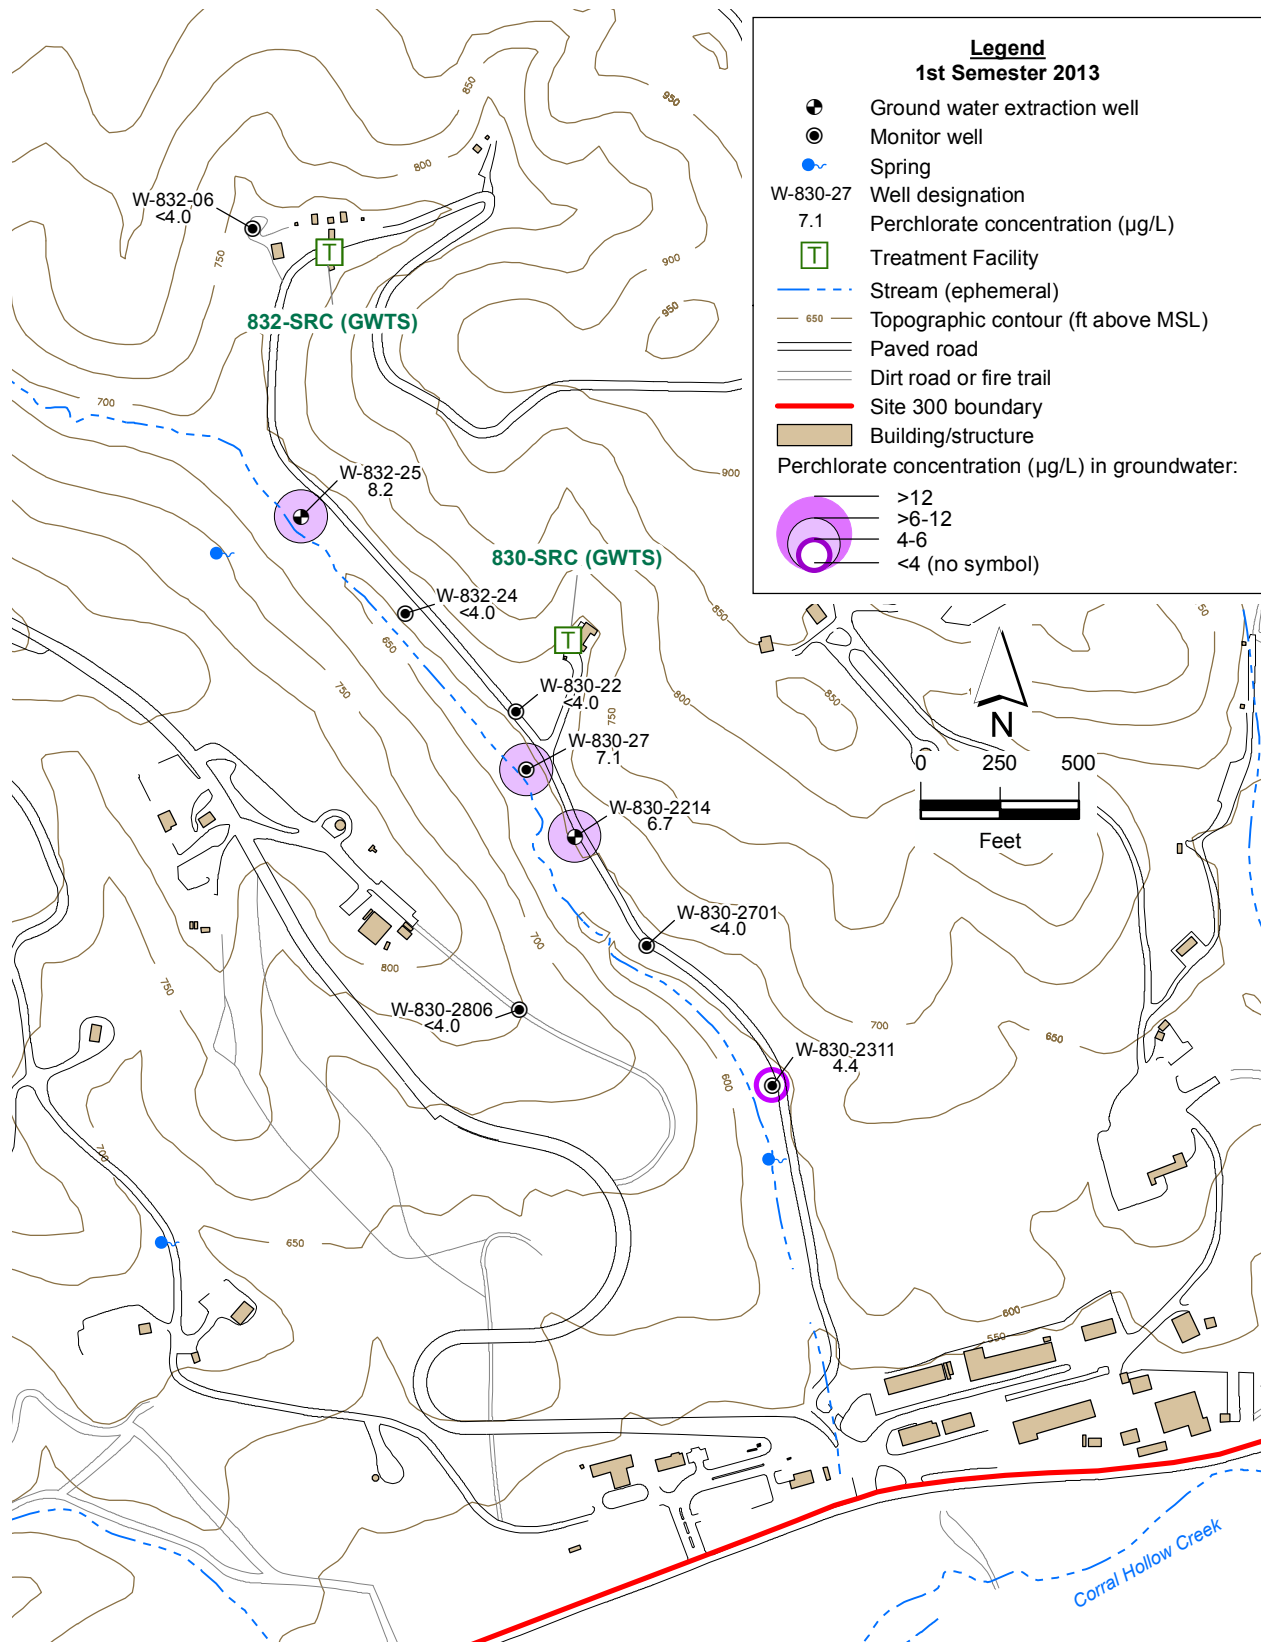 Legend
1st Semester 2013
Ground water extraction well
Monitor well
Spring
W-830-27 Well designation
7.1 Perchlorate concentration (µg/L)
T Treatment Facility
Stream (ephemeral)
650 Topographic contour (ft above MSL)
Paved road
Dirt road or fire trail
Site 300 boundary
Building/structure
Perchlorate concentration (µg/L) in groundwater:
>12
>6-12
4-6
<4 (no symbol)
850
950
800
W-832-06
<4.0
750
T
900
950
832-SRC (GWTS)
700
W-832-25
8.2
900
830-SRC (GWTS)
W-832-24
<4.0
850
50
650
T
750
W-830-22
<4.0
800
850
750
N
W-830-27
7.1
0 250 500
Feet
W-830-2214
6.7
W-830-2701
<4.0
700
800
750
W-830-2806
<4.0
700
650
W-830-2311
4.4
600
700
650
600
550
Corral Hollow Creek